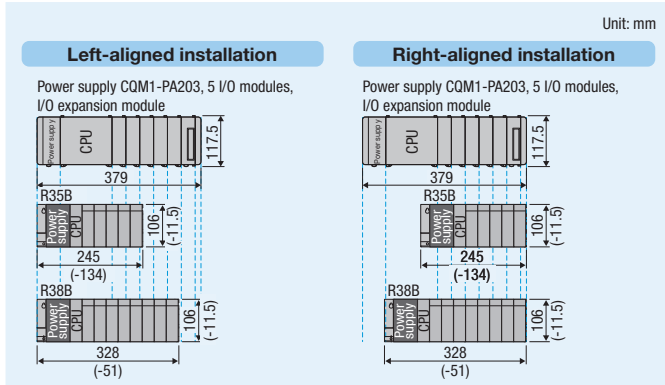 Unit: mm
Left-aligned installation
Power supply CQM1-PA203, 5 I/O modules,
I/O expansion module
Power supply
CPU
117.5
379
R35B
Power
supply
CPU
106
(-11.5)
245
(-134)
R38B
Power
supply
CPU
106
(-11.5)
328
(-51)
Right-aligned installation
Power supply CQM1-PA203, 5 I/O modules,
I/O expansion module
Power supply
CPU
117.5
379
R35B
Power
supply
CPU
106
(-11.5)
245
(-134)
R38B
Power
supply
CPU
106
(-11.5)
328
(-51)